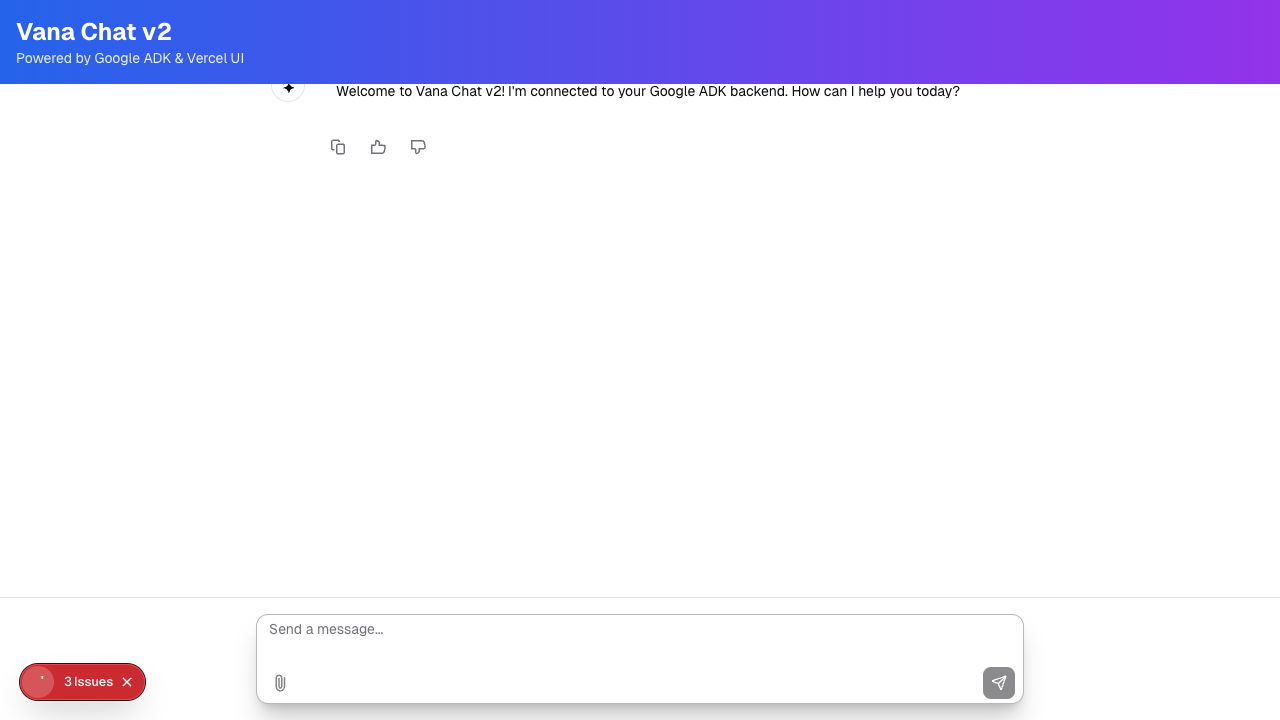 Vana Chat v2
Powered by Google ADK & Vercel UI
Welcome to Vana Chat v2! I'm connected to your Google ADK backend. How can I help you today?
Send a message...
3 Issues